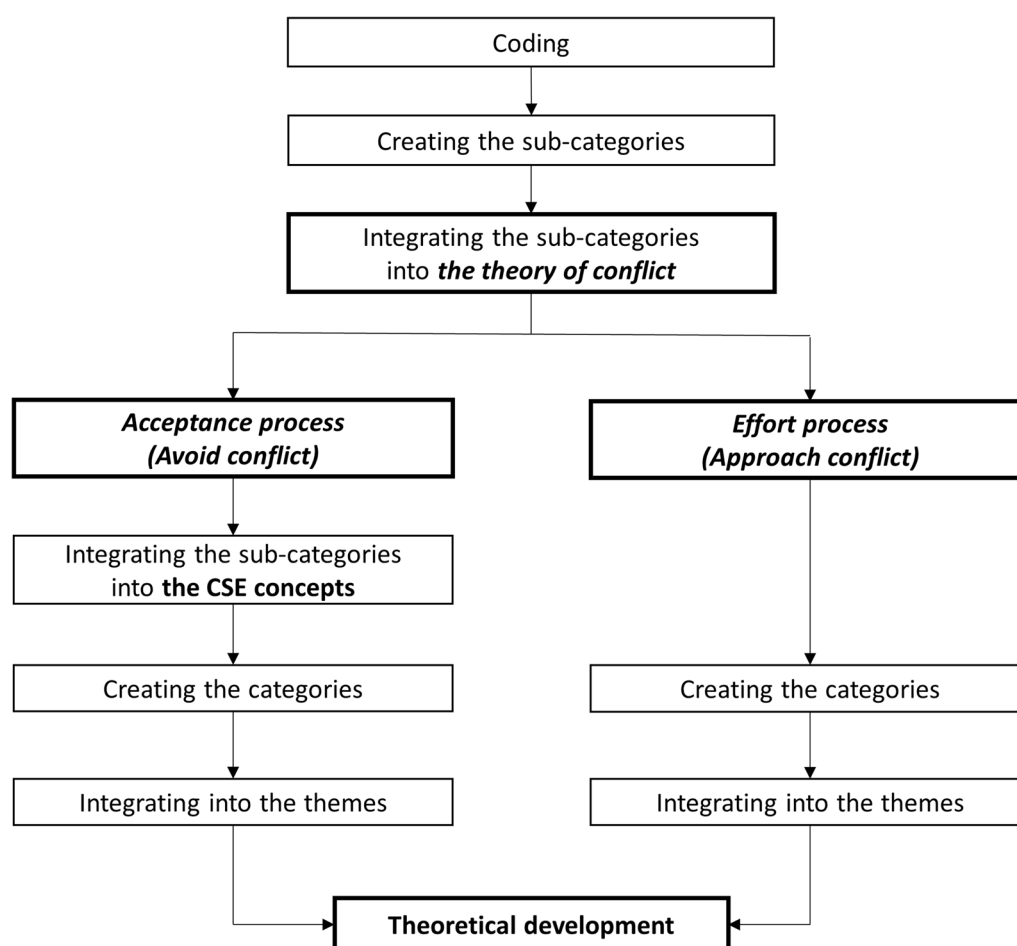 Coding
Creating the sub-categories
Integrating the sub-categories
into the theory of conflict
Acceptance process
(Avoid conflict)
Effort process
(Approach conflict)
Integrating the sub-categories
into the CSE concepts
Creating the categories
Creating the categories
Integrating into the themes
Integrating into the themes
Theoretical development